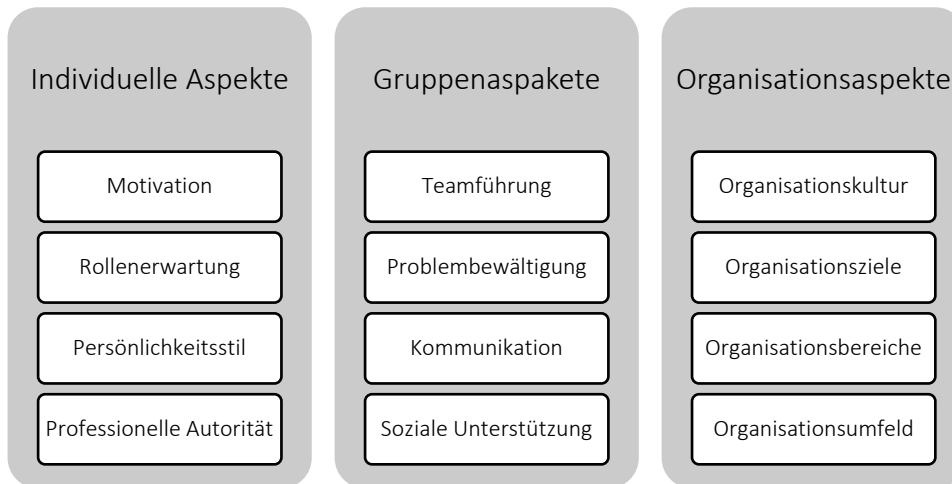 Individuelle Aspekte
Motivation
Rollenerwartung
Persönlichkeitsstil
Professionelle Autorität
Gruppenaspakete
Teamführung
Problembewältigung
Kommunikation
Soziale Unterstützung
Organisationsaspekte
Organisationskultur
Organisationsziele
Organisationsbereiche
Organisationsumfeld